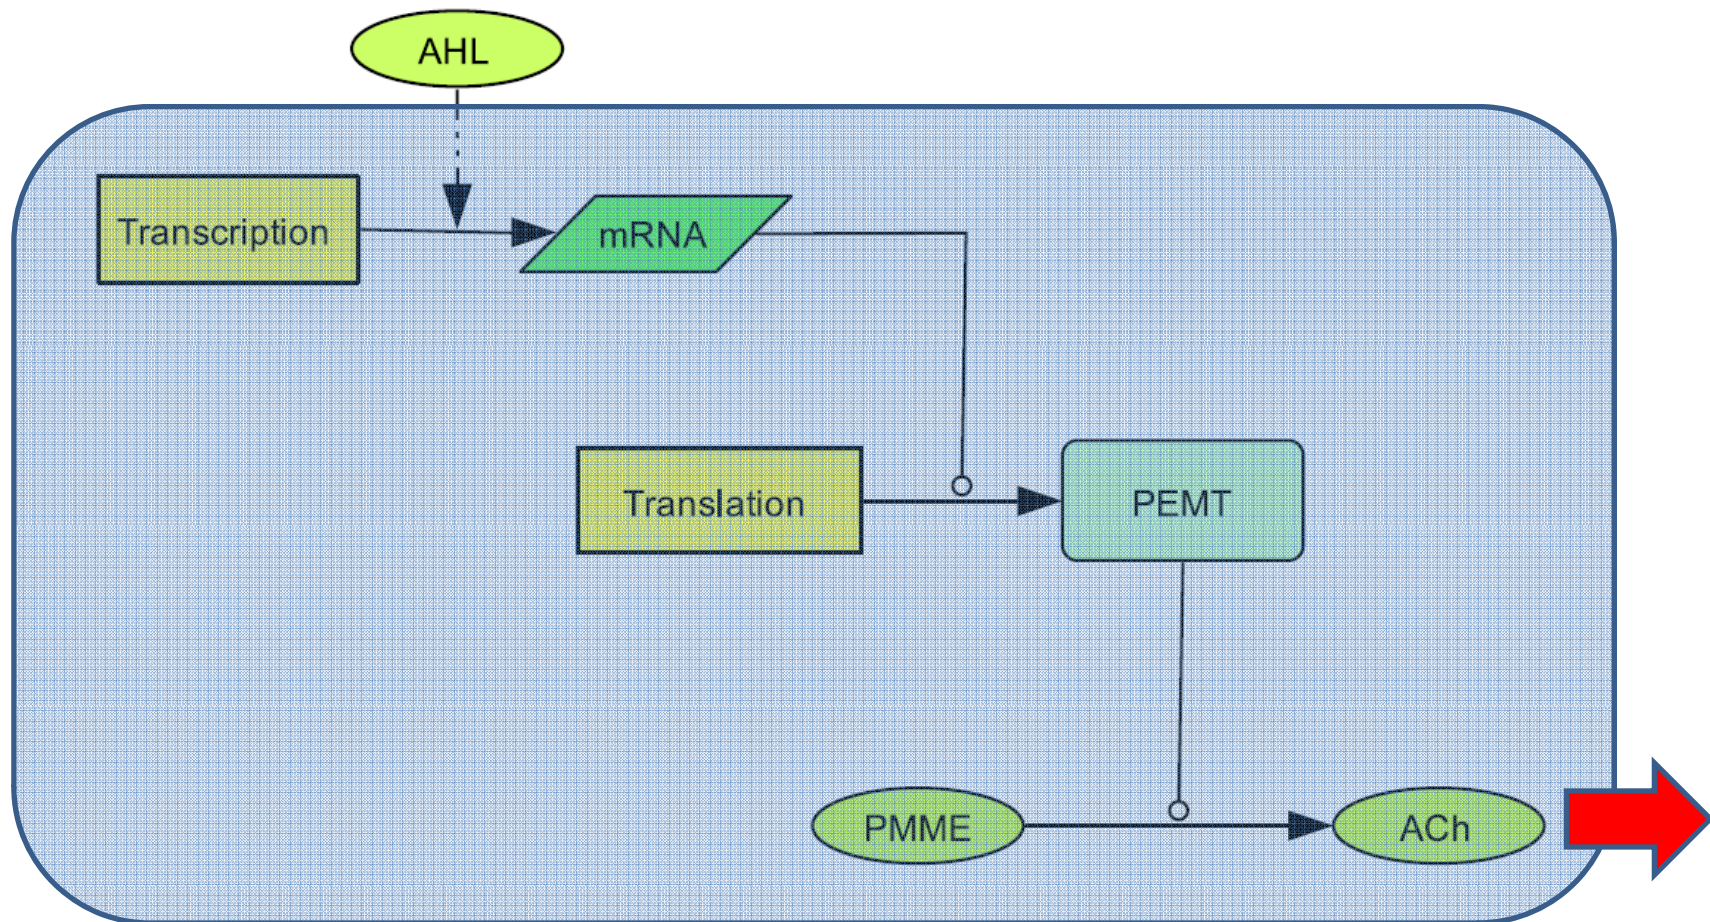 AHL
Transcription
mRNA
Translation
PEMT
PMME
ACh